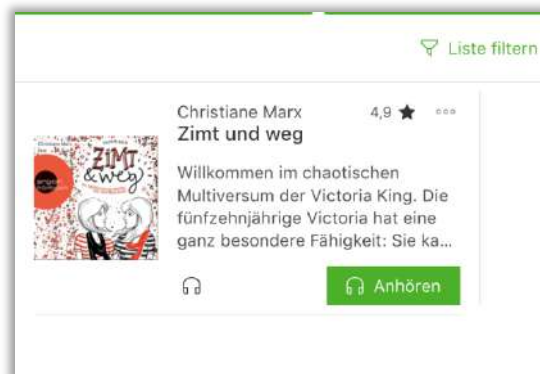 Liste filtern
Christiane Marx
4,9
Zimt und weg
Willkommen im chaotischen
Multiversum der Victoria King. Die
fünfzehnjährige Victoria hat eine
ganz besondere Fähigkeit: Sie ka...
ZIMT
& weg
argon
Anhören